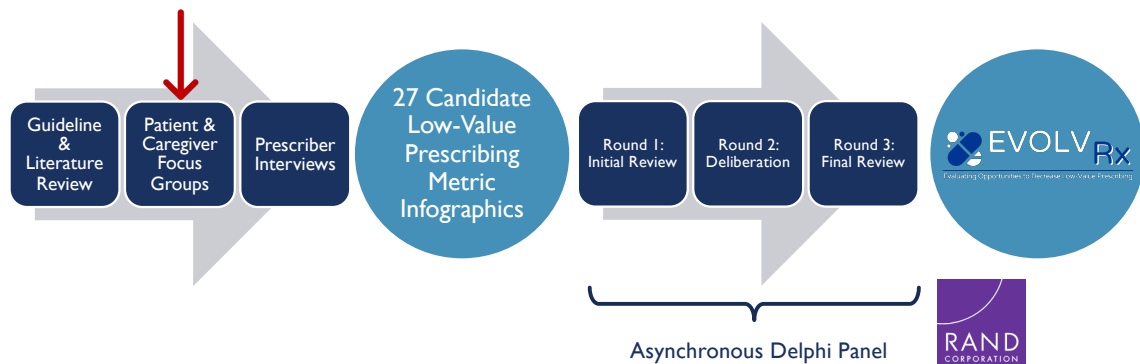 Guideline
&
Literature
Review
Patient &
Caregiver
Focus
Groups
Prescriber
Interviews
27 Candidate
Low-Value
Prescribing
Metric
Infographics
Round 1:
Initial Review
Round 2:
Deliberation
Round 3:
Final Review
EVOLV
Rx
Evaluating Opportunities to Decrease Low-Value Prescribing
Asynchronous Delphi Panel
RAND
CORPORATION